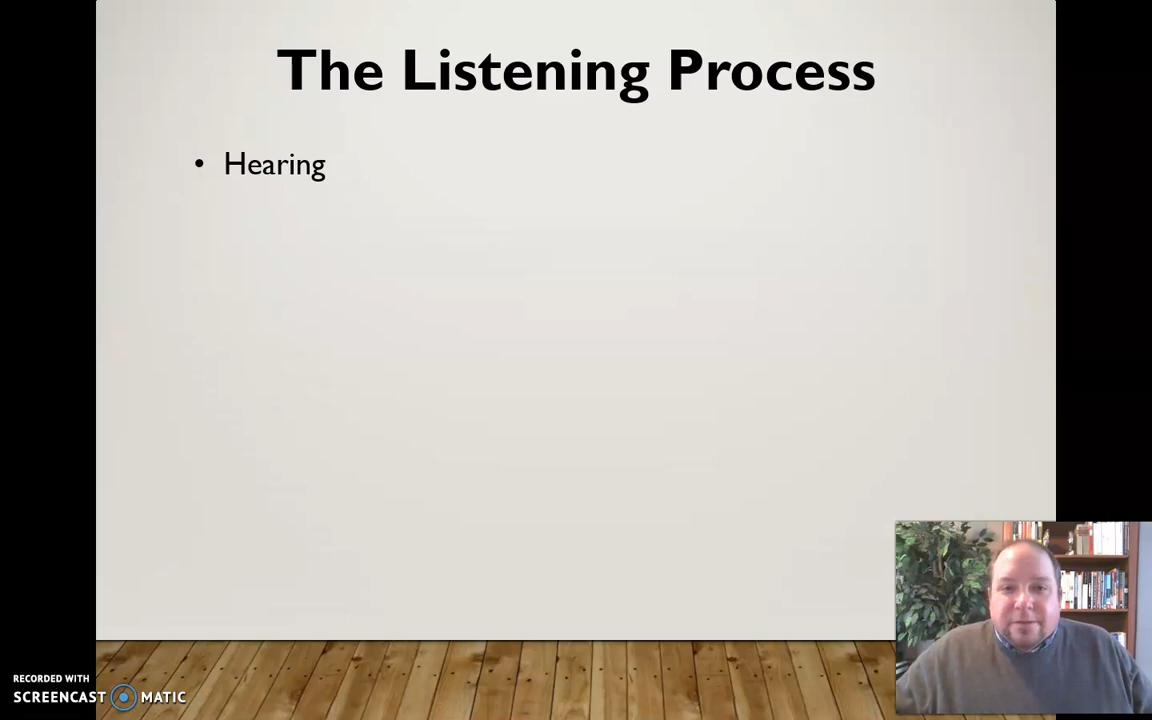 The Listening Process
• Hearing
RECORDED WITH
SCREENCAST MATIC